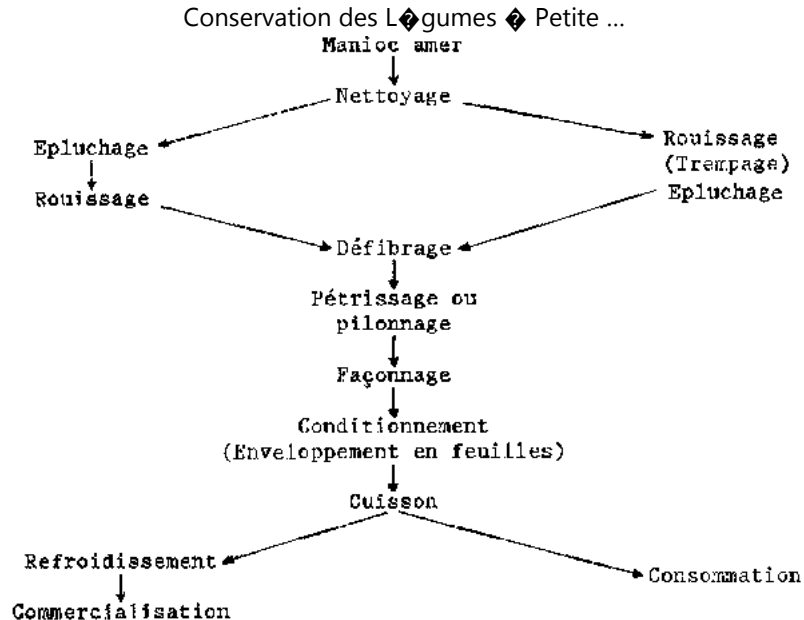 Conservation des L�gumes � Petite ...
Manioc amer
Nettoyage
Epluchage
Rouissage
Rouissage
(Trempage)
Epluchage
Défibrage
Pétrissage ou
pilonnage
Façonnage
Conditionnement
(Enveloppement en feuilles)
Cuisson
Refroidissement
Commercialisation
Consommation